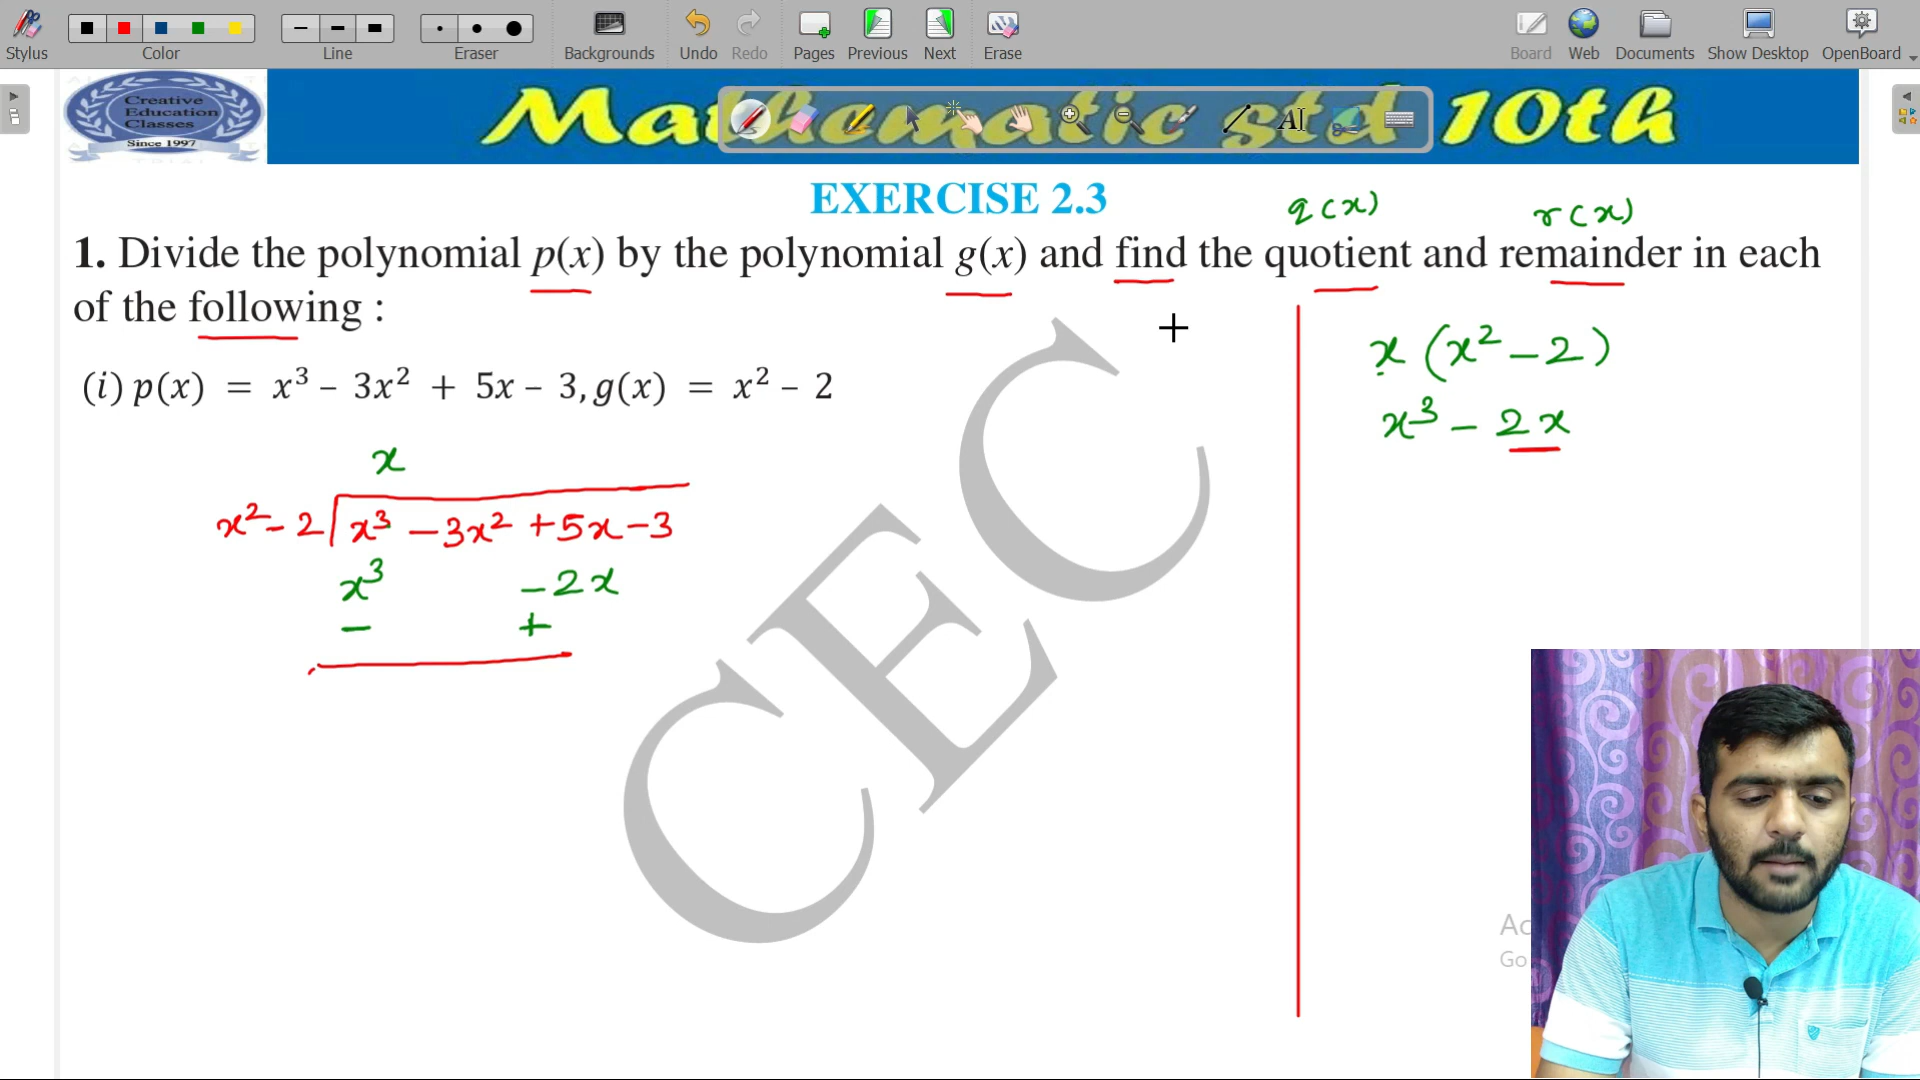 Stylus Color Line Eraser Backgrounds Undo Redo Pages Previous Next Erase Board Web Documents Show Desktop OpenBoard
Creative
Education
Classes
Since 1997
Mathematic std 10th
EXERCISE 2.3
q(x) r(x)
1. Divide the polynomial p(x) by the polynomial g(x) and find the quotient and remainder in each
of the following :
(i) p(x) = x³ – 3x² + 5x – 3, g(x) = x² – 2
x
x² - 2 x³ - 3x² + 5x - 3
x³ - 2x
- +
x (x² - 2)
x³ - 2x
CEC
Go